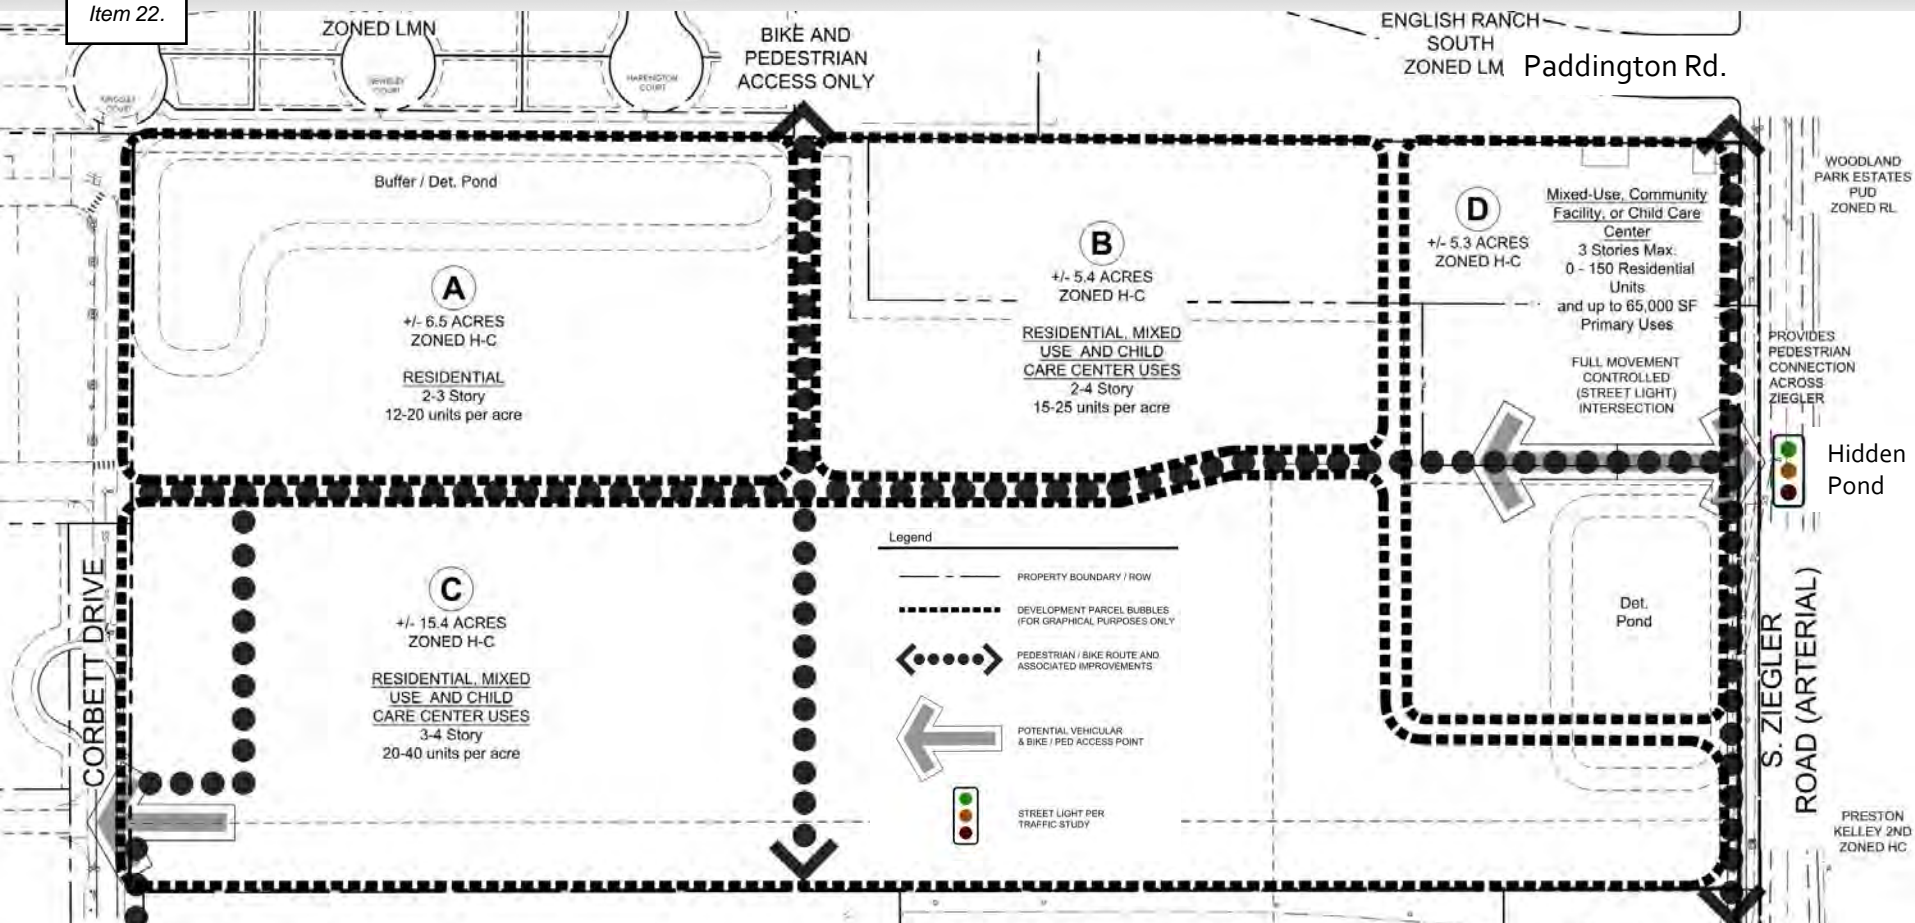 Item 22.
ZONED LMN
KINGSLEY
COURT
COURT
HARRINGTON
COURT
BIKE AND
PEDESTRIAN
ACCESS ONLY
ENGLISH RANCH
SOUTH
ZONED LM
Paddington Rd.
WOODLAND
PARK ESTATES
PUD
ZONED RL
Buffer / Det. Pond
A
+/- 6.5 ACRES
ZONED H-C
RESIDENTIAL
2-3 Story
12-20 units per acre
B
+/- 5.4 ACRES
ZONED H-C
RESIDENTIAL, MIXED
USE AND CHILD
CARE CENTER USES
2-4 Story
15-25 units per acre
D
+/- 5.3 ACRES
ZONED H-C
Mixed-Use, Community
Facility, or Child Care
Center
3 Stories Max.
0 - 150 Residential
Units
and up to 65,000 SF
Primary Uses
FULL MOVEMENT
CONTROLLED
(STREET LIGHT)
INTERSECTION
PROVIDES
PEDESTRIAN
CONNECTION
ACROSS
ZIEGLER
Hidden
Pond
C
+/- 15.4 ACRES
ZONED H-C
RESIDENTIAL, MIXED
USE AND CHILD
CARE CENTER USES
3-4 Story
20-40 units per acre
Legend
PROPERTY BOUNDARY / ROW
DEVELOPMENT PARCEL BUBBLES
(FOR GRAPHICAL PURPOSES ONLY
PEDESTRIAN / BIKE ROUTE AND
ASSOCIATED IMPROVEMENTS
POTENTIAL VEHICULAR
& BIKE / PED ACCESS POINT
STREET LIGHT PER
TRAFFIC STUDY
Det.
Pond
CORBETT DRIVE
S. ZIEGLER
ROAD (ARTERIAL)
PRESTON
KELLEY 2ND
ZONED HC